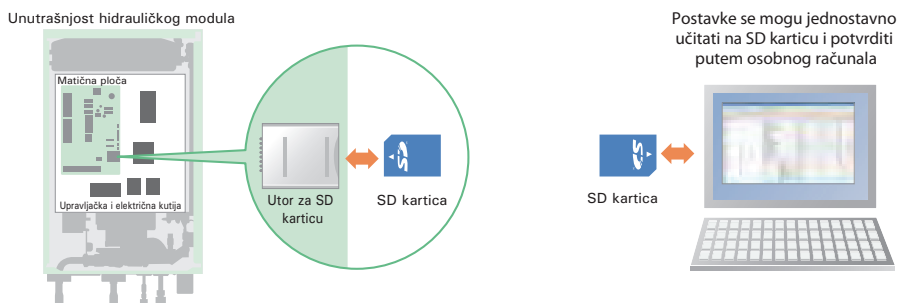 Unutrašnjost hidrauličkog modula
Matična ploča
Upravljačka i električna kutija
Utor za SD
karticu
SD kartica
Postavke se mogu jednostavno
učitati na SD karticu i potvrditi
putem osobnog računala
SD kartica